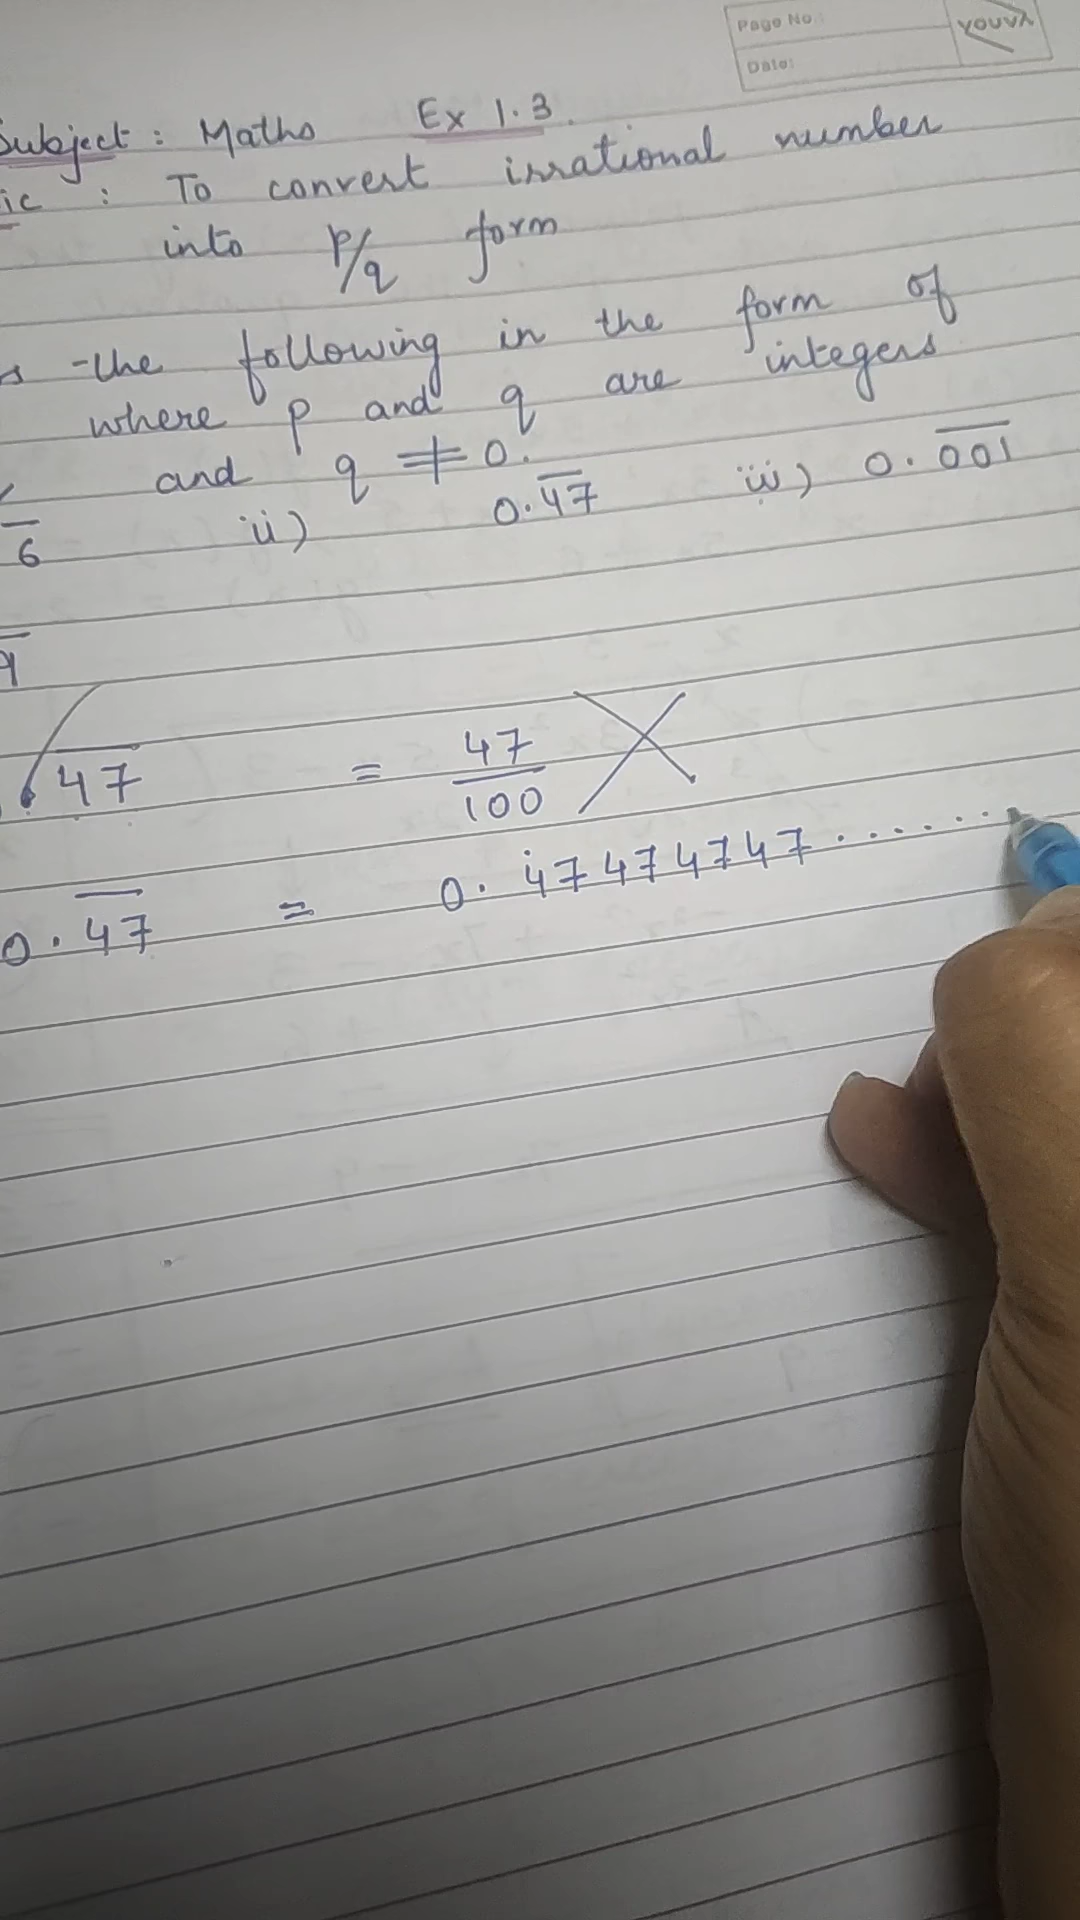 Page No.:
YOUVA
Date:
Subject: Maths Ex 1.3.
ic : To convert irrational number
into p/q form
s the following in the form of
where p and q are integers
and q ≠ 0.
6 ii) 0.4̅7̅ iii) 0.0̅0̅1̅
4̅7̅ = 47/100
0.4̅7̅ = 0.47474747.......